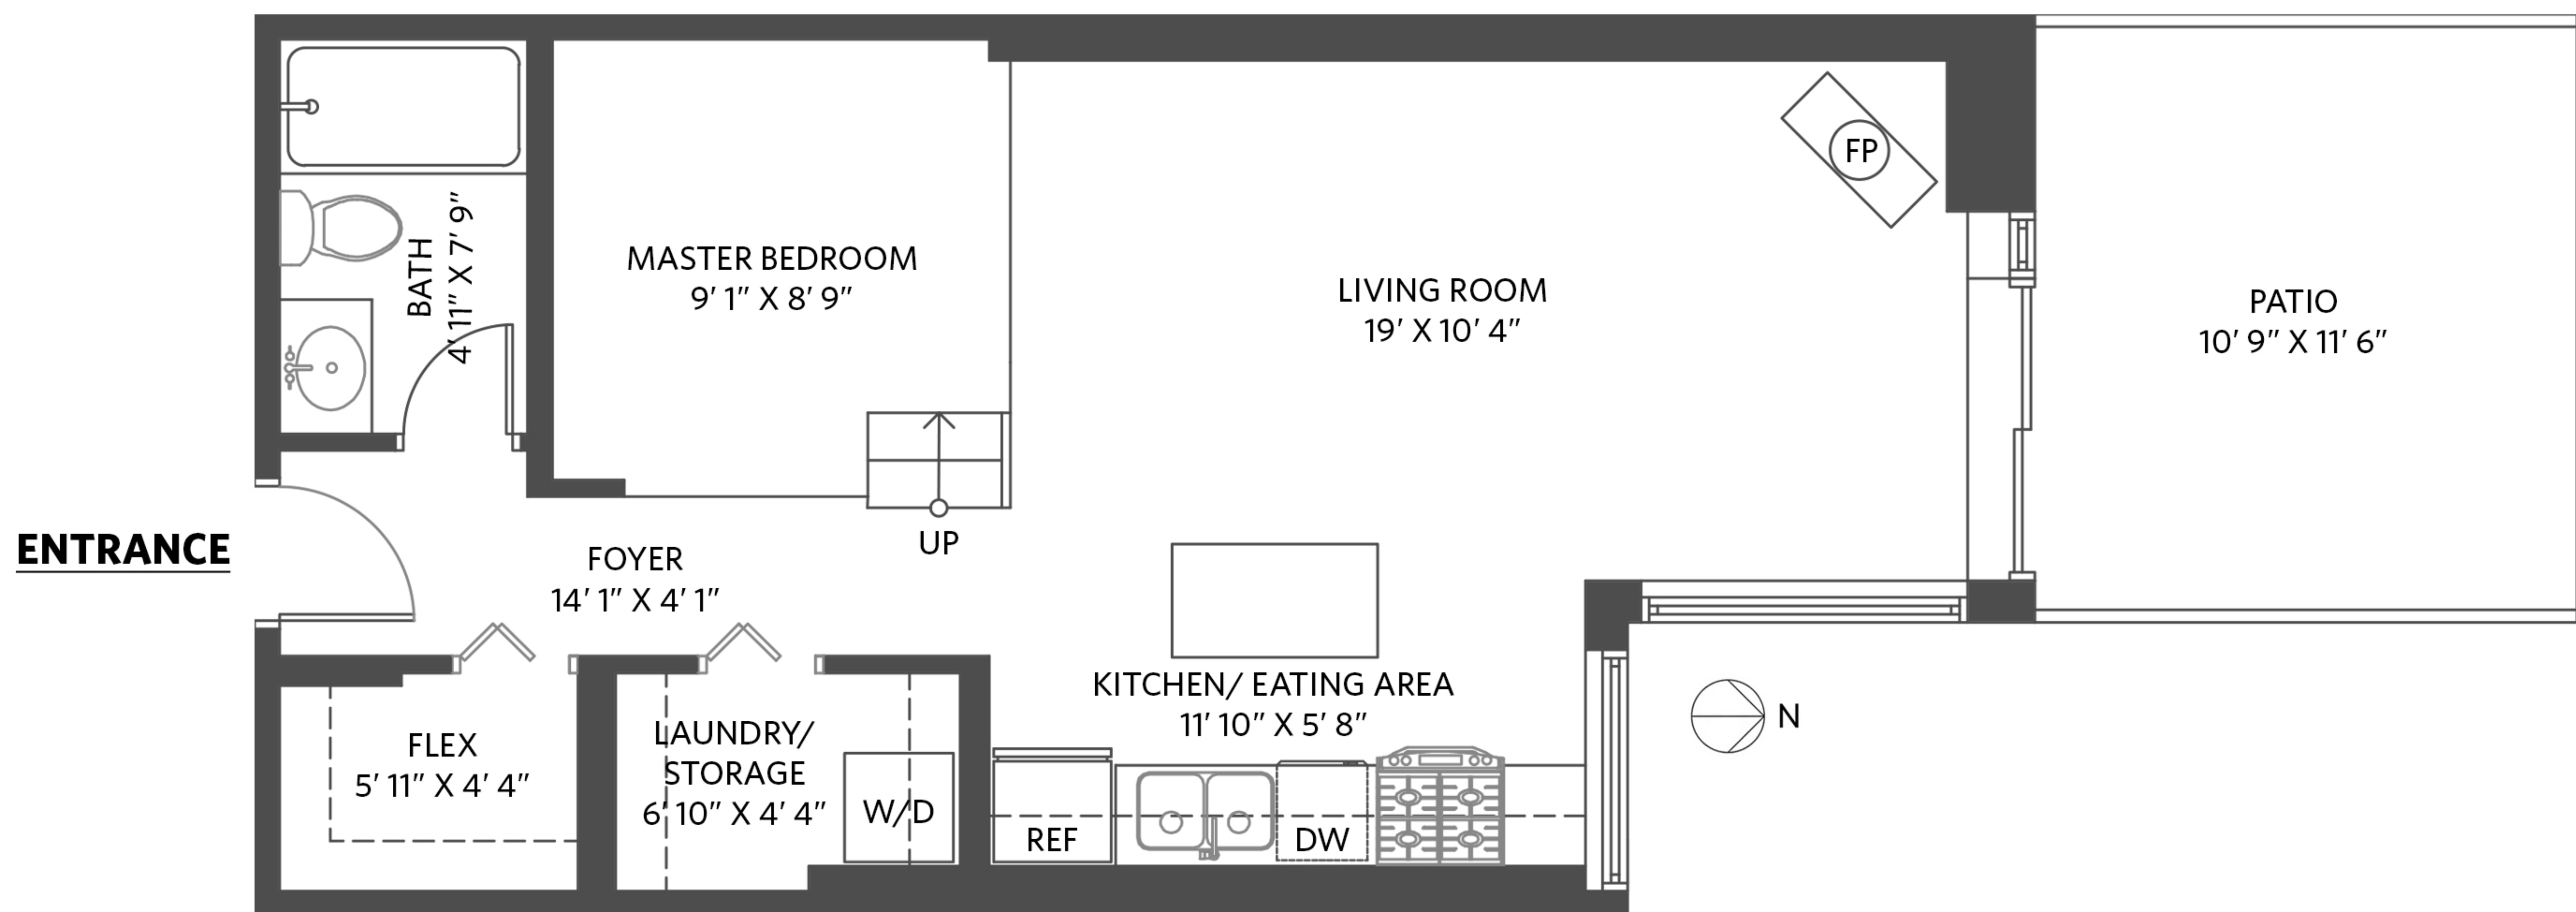 ENTRANCE
BATH
4' 11” X 7' 9”
MASTER BEDROOM
9' 1” X 8' 9”
UP
FOYER
14' 1” X 4' 1”
FLEX
5' 11” X 4' 4”
LAUNDRY/
STORAGE
6' 10” X 4' 4”
W/D
LIVING ROOM
19' X 10' 4”
FP
KITCHEN/ EATING AREA
11' 10” X 5' 8”
REF
DW
PATIO
10' 9” X 11' 6”
N